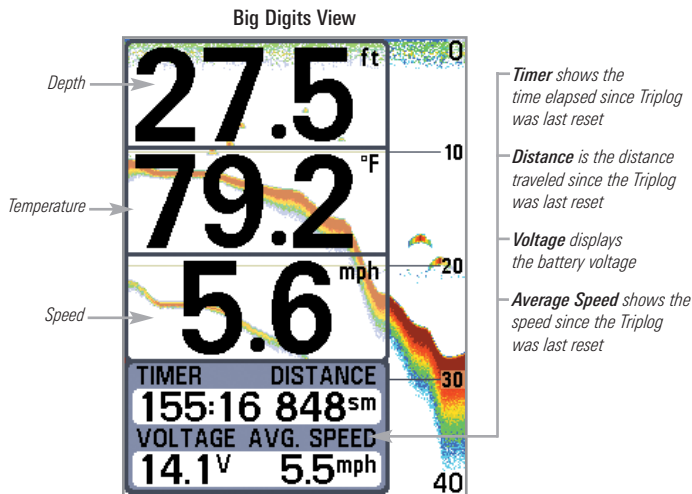 Big Digits View
Depth
27.5 ft
Temperature
79.2 °F
Speed
5.6 mph
TIMER DISTANCE
155:16 848sm
VOLTAGE AVG. SPEED
14.1V 5.5mph
0
10
20
30
40
Timer shows the
time elapsed since Triplog
was last reset
Distance is the distance
traveled since the Triplog
was last reset
Voltage displays
the battery voltage
Average Speed shows the
speed since the Triplog
was last reset